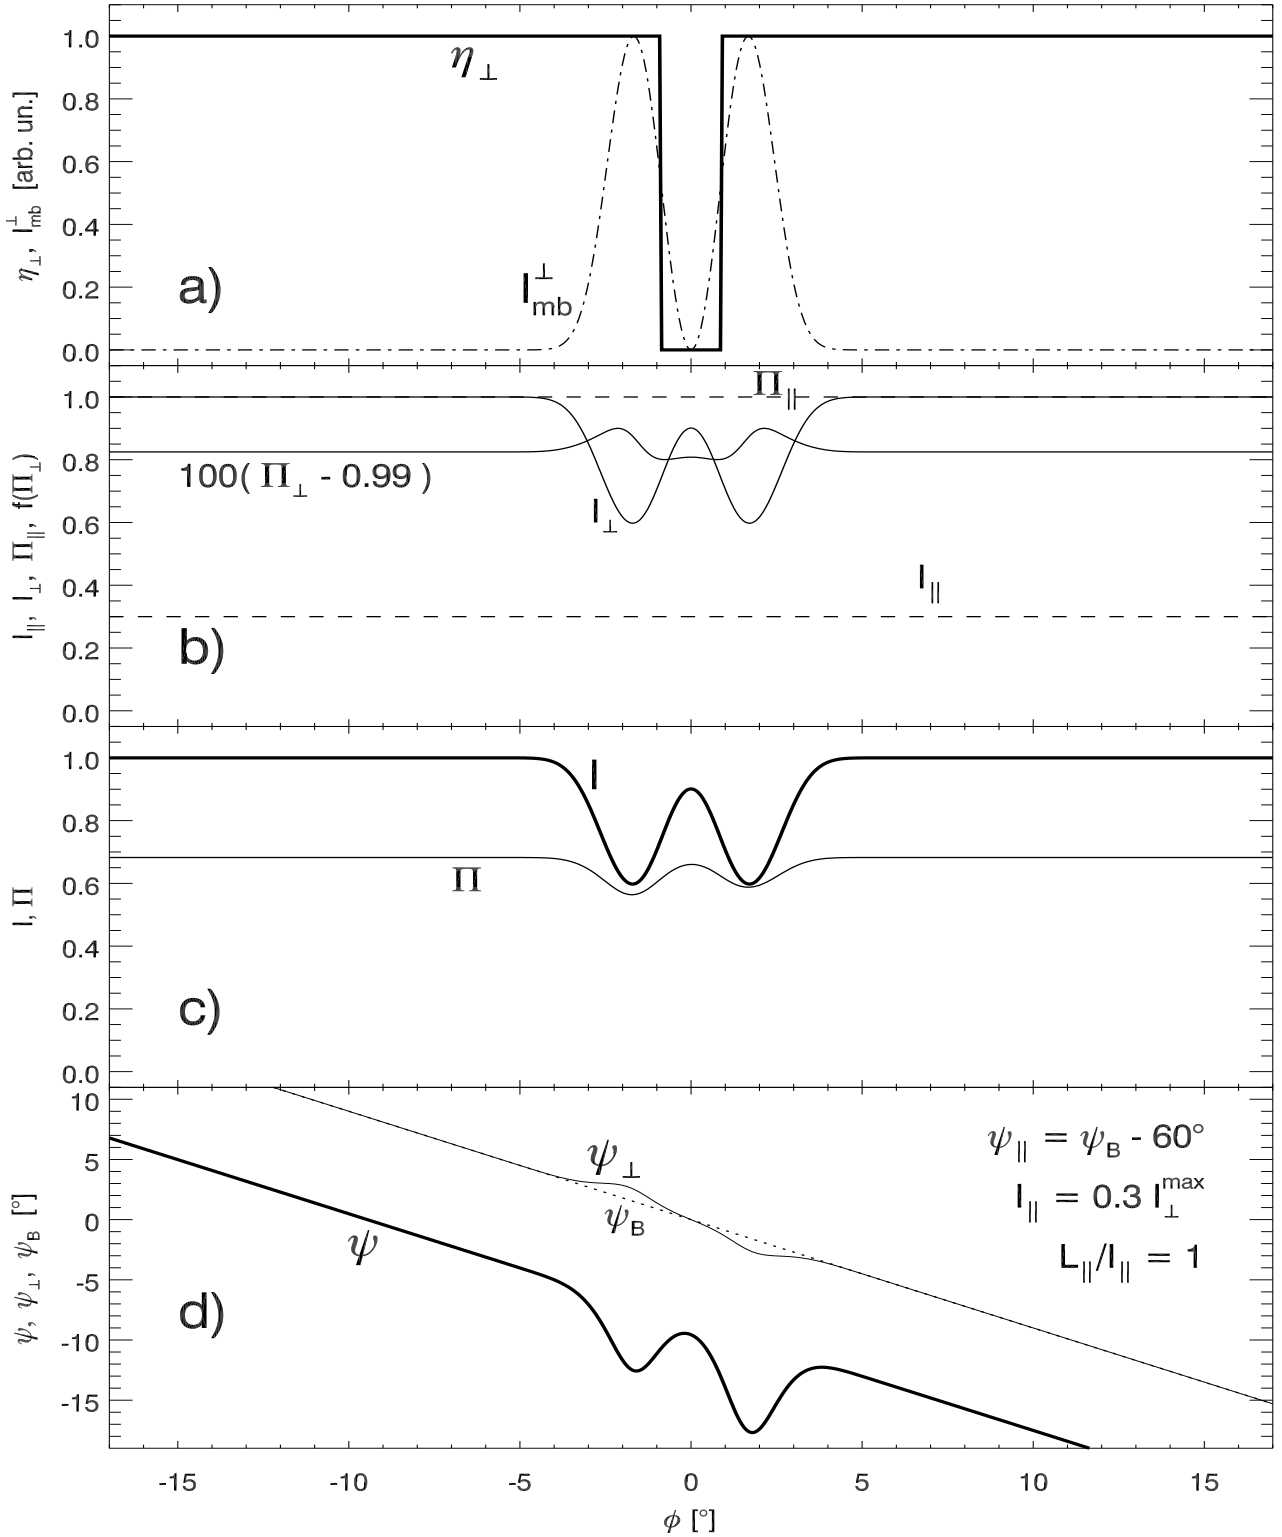 1.0
0.8
0.6
0.4
0.2
0.0
η⊥, I⊥mb [arb. un.]
η⊥
I⊥mb
a)
1.0
0.8
0.6
0.4
0.2
0.0
I||, I⊥, Π||, f(Π⊥)
Π||
100( Π⊥ - 0.99 )
I⊥
I||
b)
1.0
0.8
0.6
0.4
0.2
0.0
I, Π
I
Π
c)
10
5
0
-5
-10
-15
ψ, ψ⊥, ψB [°]
ψ⊥
ψB
ψ
ψ|| = ψB - 60°
I|| = 0.3 I⊥max
L||/I|| = 1
d)
-15 -10 -5 0 5 10 15
ϕ [°]